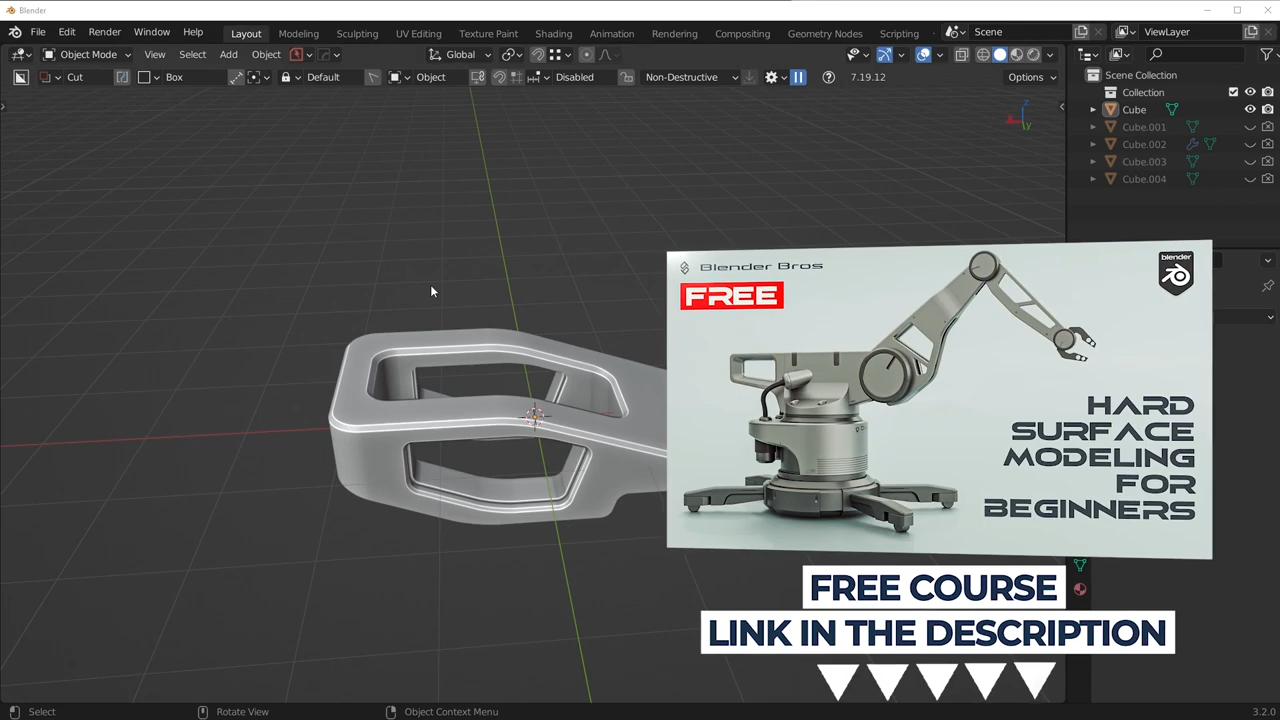 Blender
File Edit Render Window Help Layout Modeling Sculpting UV Editing Texture Paint Shading Animation Rendering Compositing Geometry Nodes Scripting Scene ViewLayer
Object Mode View Select Add Object Global
Cut Box Default Object Disabled Non-Destructive 7.19.12 Options
Scene Collection
Collection
Cube
Cube.001
Cube.002
Cube.003
Cube.004
Z
X
Y
Blender Bros
FREE
blender
HARD
SURFACE
MODELING
FOR
BEGINNERS
FREE COURSE
LINK IN THE DESCRIPTION
Select Rotate View Object Context Menu 3.2.0